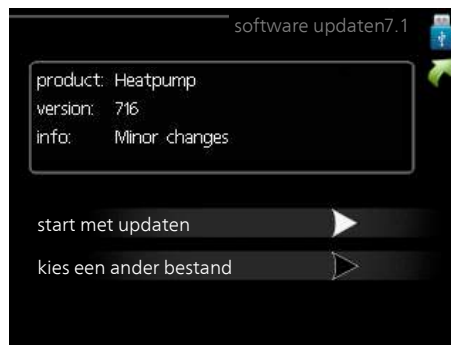 software updaten7.1
product: Heatpump
version: 716
info: Minor changes
start met updaten
kies een ander bestand